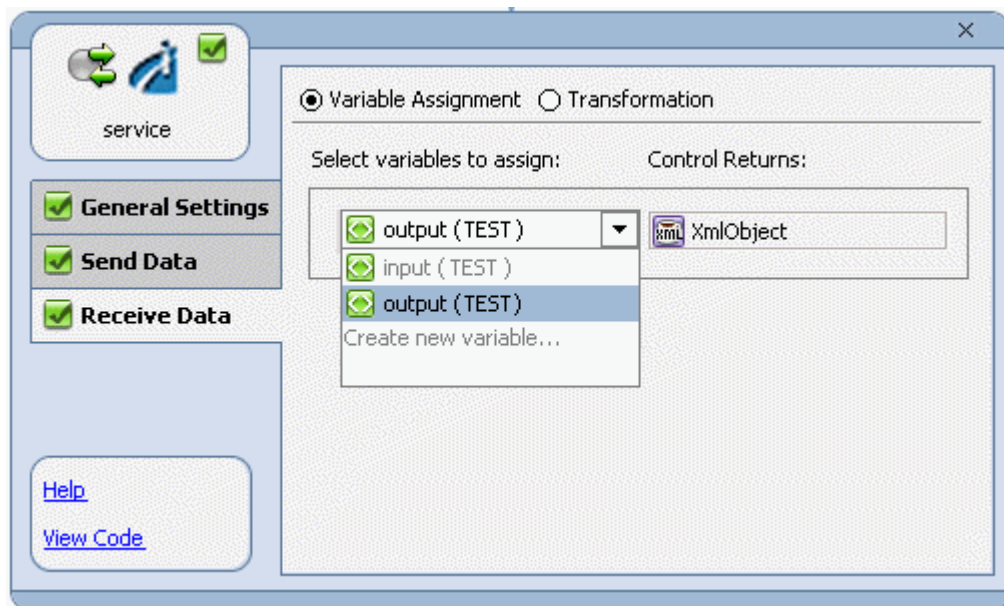 service
General Settings
Send Data
Receive Data
Help
View Code
Variable Assignment Transformation
Select variables to assign: Control Returns:
output ( TEST ) XmlObject
input ( TEST )
output ( TEST )
Create new variable...